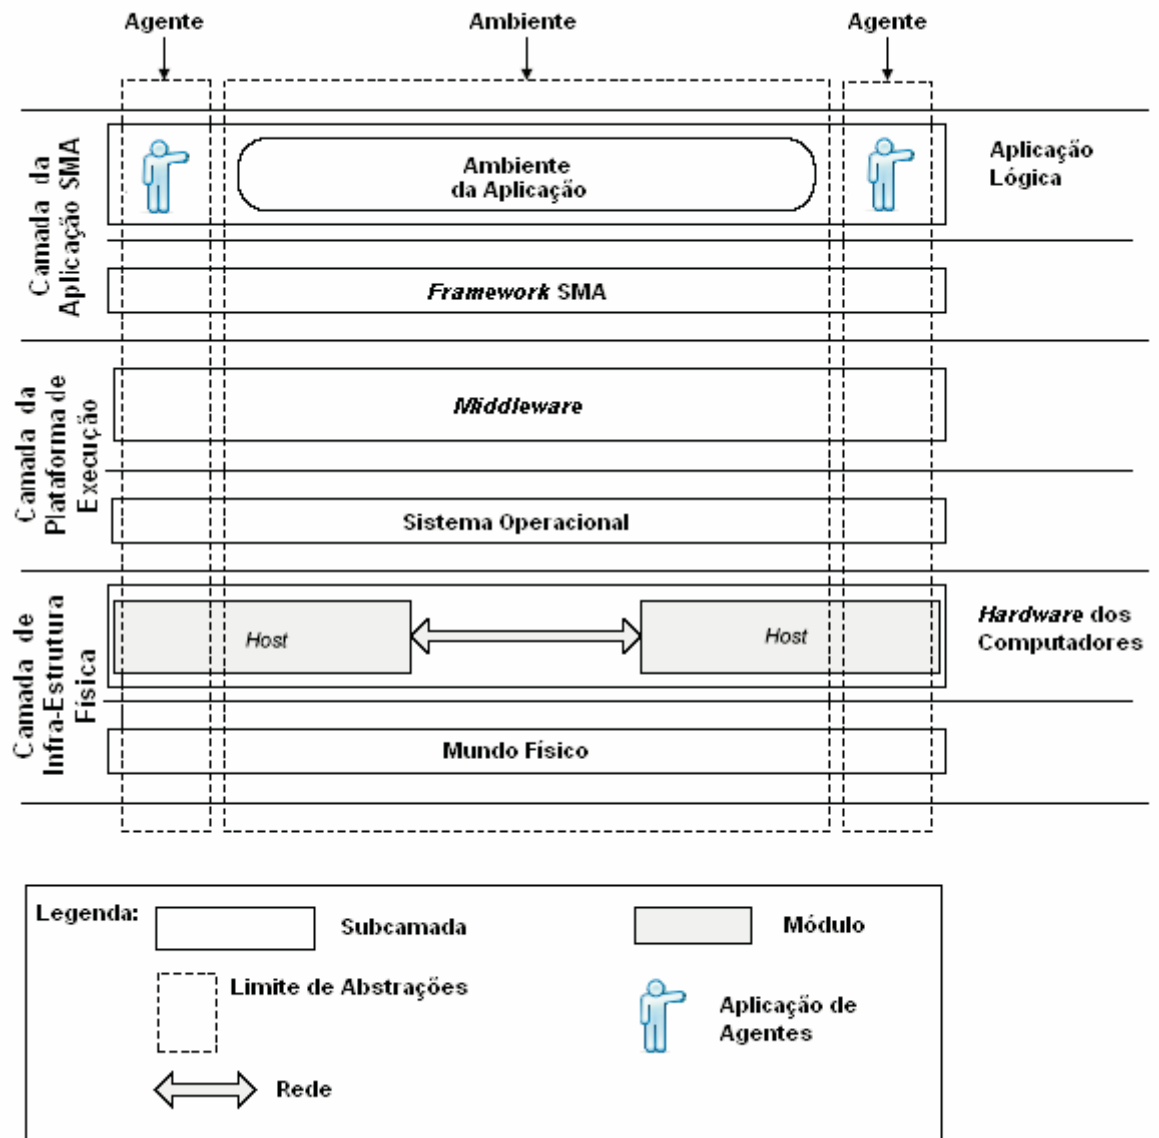 Agente
Ambiente
Agente
Camada da
Aplicação SMA
Ambiente
da Aplicação
Aplicação
Lógica
Framework SMA
Camada da
Plataforma de
Execução
Middleware
Sistema Operacional
Camada de
Infra-Estrutura
Física
Host
Host
Hardware dos
Computadores
Mundo Físico
Legenda:
Subcamada
Módulo
Limite de Abstrações
Aplicação de
Agentes
Rede